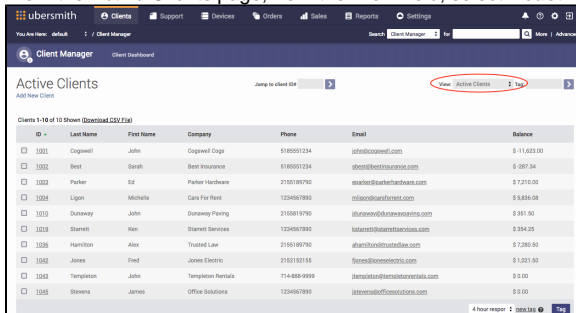 ubersmith Clients Support Devices Orders Sales Reports Settings
You Are Here: default / Client Manager Search Client Manager for More | Advance
Client Manager Client Dashboard
Active Clients Jump to client ID# View: Active Clients Tag:
Add New Client
Clients 1-10 of 10 Shown (Download CSV File)
ID Last Name First Name Company Phone Email Balance
1001 Cogswell John Cogswell Cogs 5185551234 john@cogswell.com $ -11,623.00
1002 Best Sarah Best Insurance 5185551234 sbest@bestinsurance.com $ -287.34
1003 Parker Ed Parker Hardware 2155189790 eparker@parkerhardware.com $ 7,210.00
1004 Ligon Michelle Cars For Rent 1234567890 mligon@carsforrent.com $ 5,836.08
1010 Dunaway John Dunaway Paving 2155819790 jdunaway@dunawaypaving.com $ 351.50
1019 Starrett Ken Starrett Services 1234567890 kstarrett@starrettservices.com $ 354.25
1036 Hamilton Alex Trusted Law 2155189790 ahamilton@trustedlaw.com $ 7,280.50
1042 Jones Fred Jones Electric 2152152155 fjones@joneselectric.com $ 1,021.50
1043 Templeton John Templeton Rentals 714-888-9999 jtempleton@templetonrentals.com $ 0.00
1045 Stevens James Office Solutions 1234567890 jstevens@officesolutions.com $ 0.00
4 hour respor new tag Tag